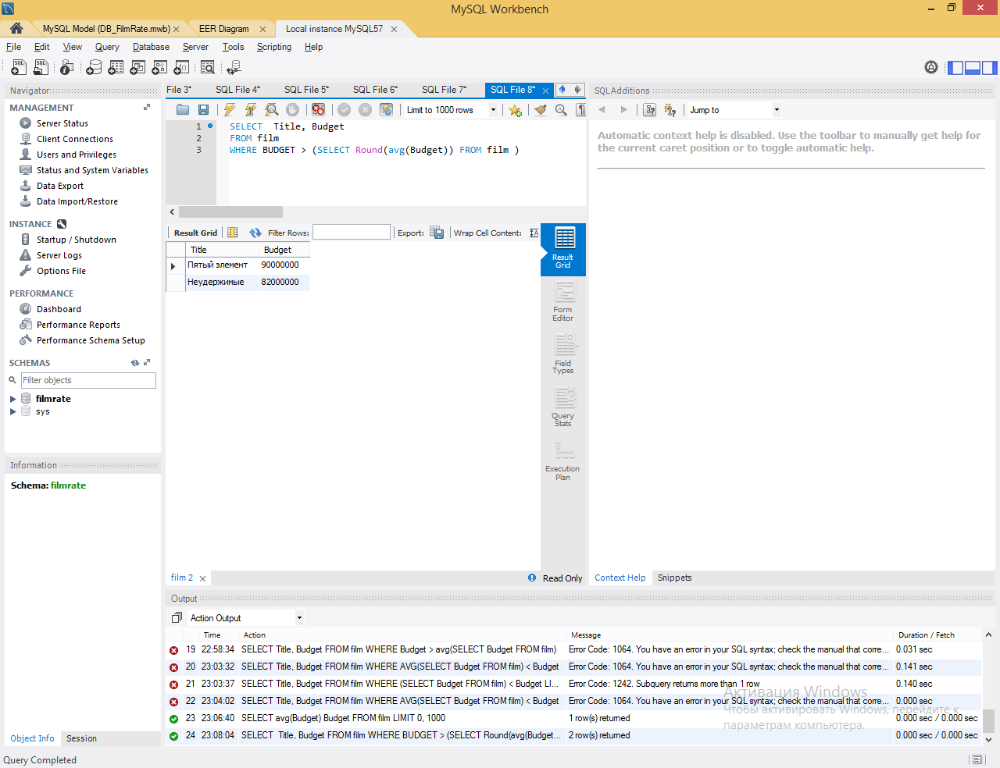 MySQL Workbench
MySQL Model (DB_FilmRate.mwb)
EER Diagram
Local instance MySQL57
File Edit View Query Database Server Tools Scripting Help
Navigator
MANAGEMENT
Server Status
Client Connections
Users and Privileges
Status and System Variables
Data Export
Data Import/Restore
INSTANCE
Startup / Shutdown
Server Logs
Options File
PERFORMANCE
Dashboard
Performance Reports
Performance Schema Setup
SCHEMAS
Filter objects
filmrate
sys
Information
Schema: filmrate
Object Info Session
File 3* SQL File 4* SQL File 5* SQL File 6* SQL File 7* SQL File 8*
Limit to 1000 rows
1 SELECT  Title, Budget
2 FROM film
3 WHERE BUDGET > (SELECT Round(avg(Budget)) FROM film )
Result Grid Filter Rows: Export: Wrap Cell Content:
Title Budget
Пятый элемент 90000000
Неудержимые 82000000
Result Grid
Form Editor
Field Types
Query Stats
Execution Plan
film 2
Read Only
SQLAdditions
Jump to
Automatic context help is disabled. Use the toolbar to manually get help for
the current caret position or to toggle automatic help.
Context Help Snippets
Output
Action Output
Time Action Message Duration / Fetch
19 22:58:34 SELECT Title, Budget FROM film WHERE Budget > avg(SELECT Budget FROM film) Error Code: 1064. You have an error in your SQL syntax; check the manual that corre... 0.031 sec
20 23:03:32 SELECT Title, Budget FROM film WHERE AVG(SELECT Budget FROM film) < Budget Error Code: 1064. You have an error in your SQL syntax; check the manual that corre... 0.141 sec
21 23:03:37 SELECT Title, Budget FROM film WHERE (SELECT Budget FROM film) < Budget LI... Error Code: 1242. Subquery returns more than 1 row 0.140 sec
22 23:04:02 SELECT Title, Budget FROM film WHERE AVG(SELECT Budget FROM film) < Budget Error Code: 1064. You have an error in your SQL syntax; check the manual that corre... 0.000 sec
23 23:06:40 SELECT avg(Budget) Budget FROM film LIMIT 0, 1000 1 row(s) returned 0.000 sec / 0.000 sec
24 23:08:04 SELECT  Title, Budget FROM film WHERE BUDGET > (SELECT Round(avg(Budget... 2 row(s) returned 0.000 sec / 0.000 sec
Активация Windows
Чтобы активировать Windows, перейдите к
параметрам компьютера.
Query Completed